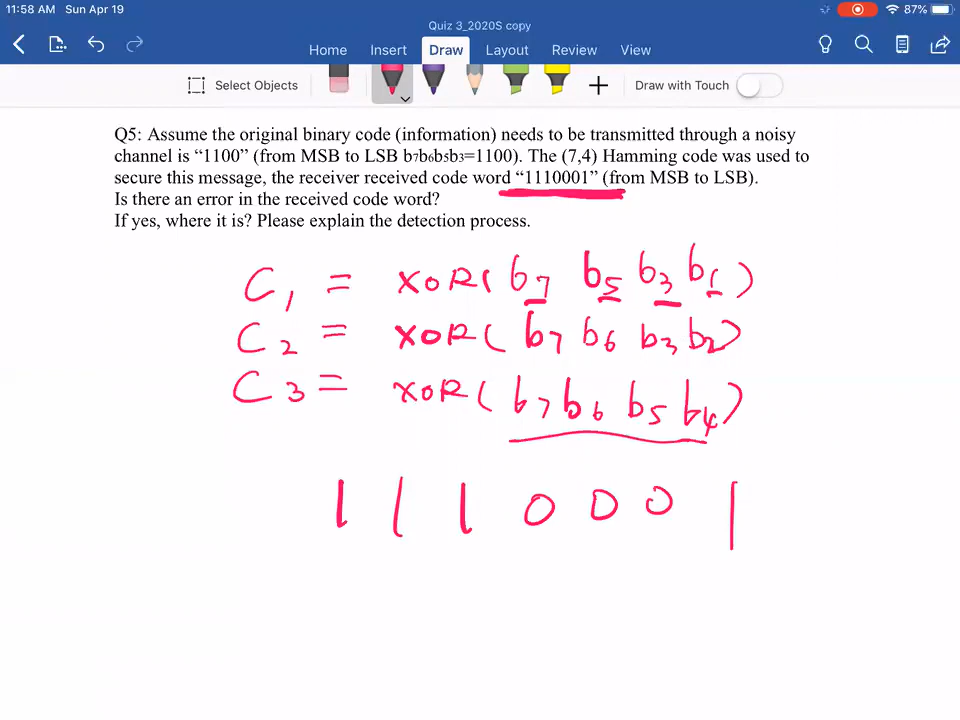 11:58 AM Sun Apr 19 87%
Quiz 3_2020S copy
Home Insert Draw Layout Review View
Select Objects Draw with Touch
Q5: Assume the original binary code (information) needs to be transmitted through a noisy
channel is “1100” (from MSB to LSB b7b6b5b3=1100). The (7,4) Hamming code was used to
secure this message, the receiver received code word “1110001” (from MSB to LSB).
Is there an error in the received code word?
If yes, where it is? Please explain the detection process.
C1 = XOR(b7 b5 b3 b1)
C2 = XOR(b7 b6 b3 b2)
C3 = XOR(b7 b6 b5 b4)
1 1 1 0 0 0 1